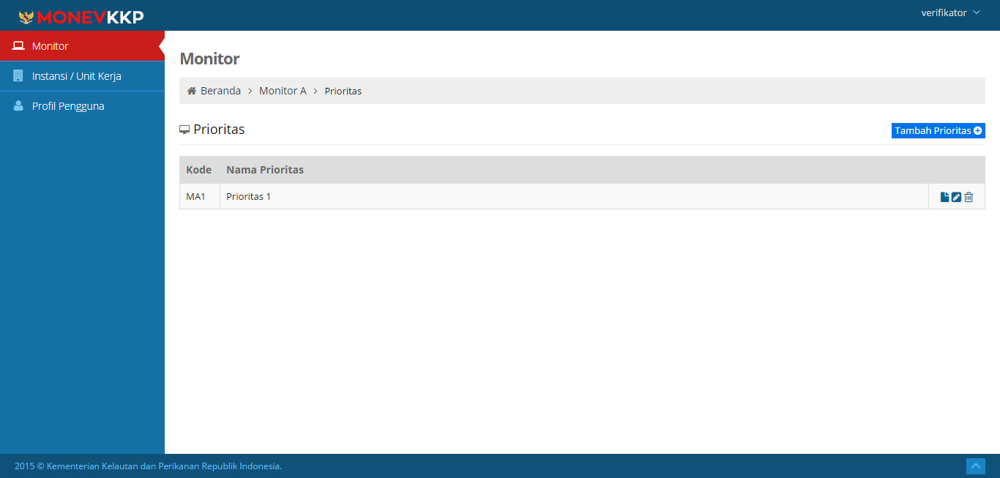 MONEVKKP
verifikator
Monitor
Instansi / Unit Kerja
Profil Pengguna
Monitor
Beranda > Monitor A > Prioritas
Prioritas
Tambah Prioritas
Kode Nama Prioritas
MA1 Prioritas 1
2015 © Kementerian Kelautan dan Perikanan Republik Indonesia.